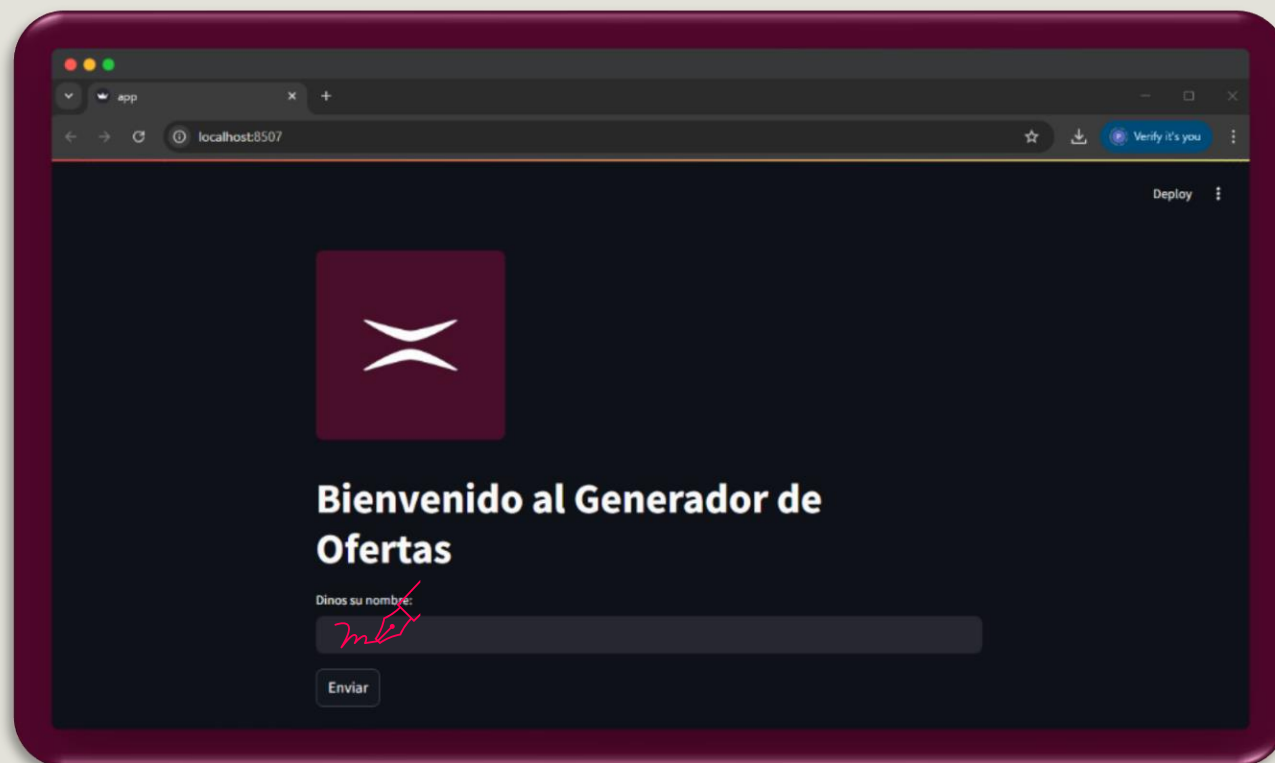 app
localhost:8507
Verify it's you
Deploy
Bienvenido al Generador de
Ofertas
Dinos su nombre:
Enviar